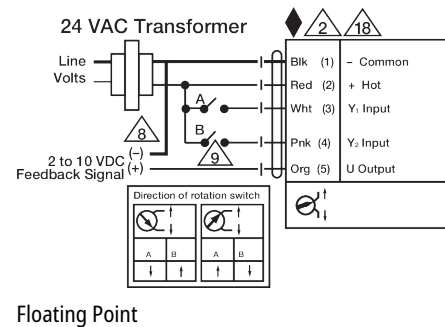 24 VAC Transformer
2 18
Line
Volts
Blk (1) – Common
Red (2) + Hot
A
Wht (3) Y₁ Input
8
B
Pnk (4) Y₂ Input
9
2 to 10 VDC (–)
Feedback Signal (+)
Org (5) U Output
Direction of rotation switch
A B A B
Floating Point